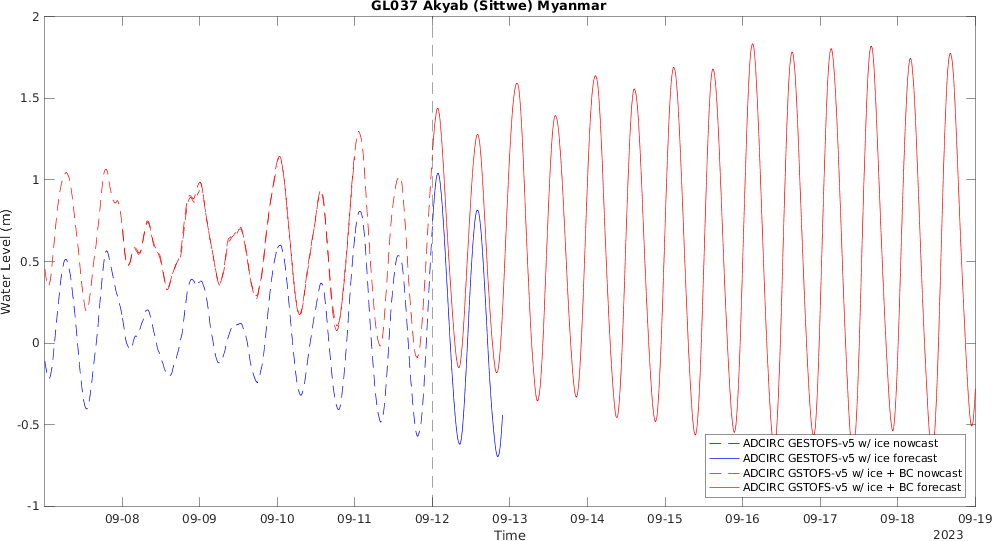 GL037 Akyab (Sittwe) Myanmar
Water Level (m)
2
1.5
1
0.5
0
-0.5
-1
ADCIRC GESTOFS-v5 w/ ice nowcast
ADCIRC GESTOFS-v5 w/ ice forecast
ADCIRC GSTOFS-v5 w/ ice + BC nowcast
ADCIRC GSTOFS-v5 w/ ice + BC forecast
09-08 09-09 09-10 09-11 09-12 09-13 09-14 09-15 09-16 09-17 09-18 09-19
Time
2023